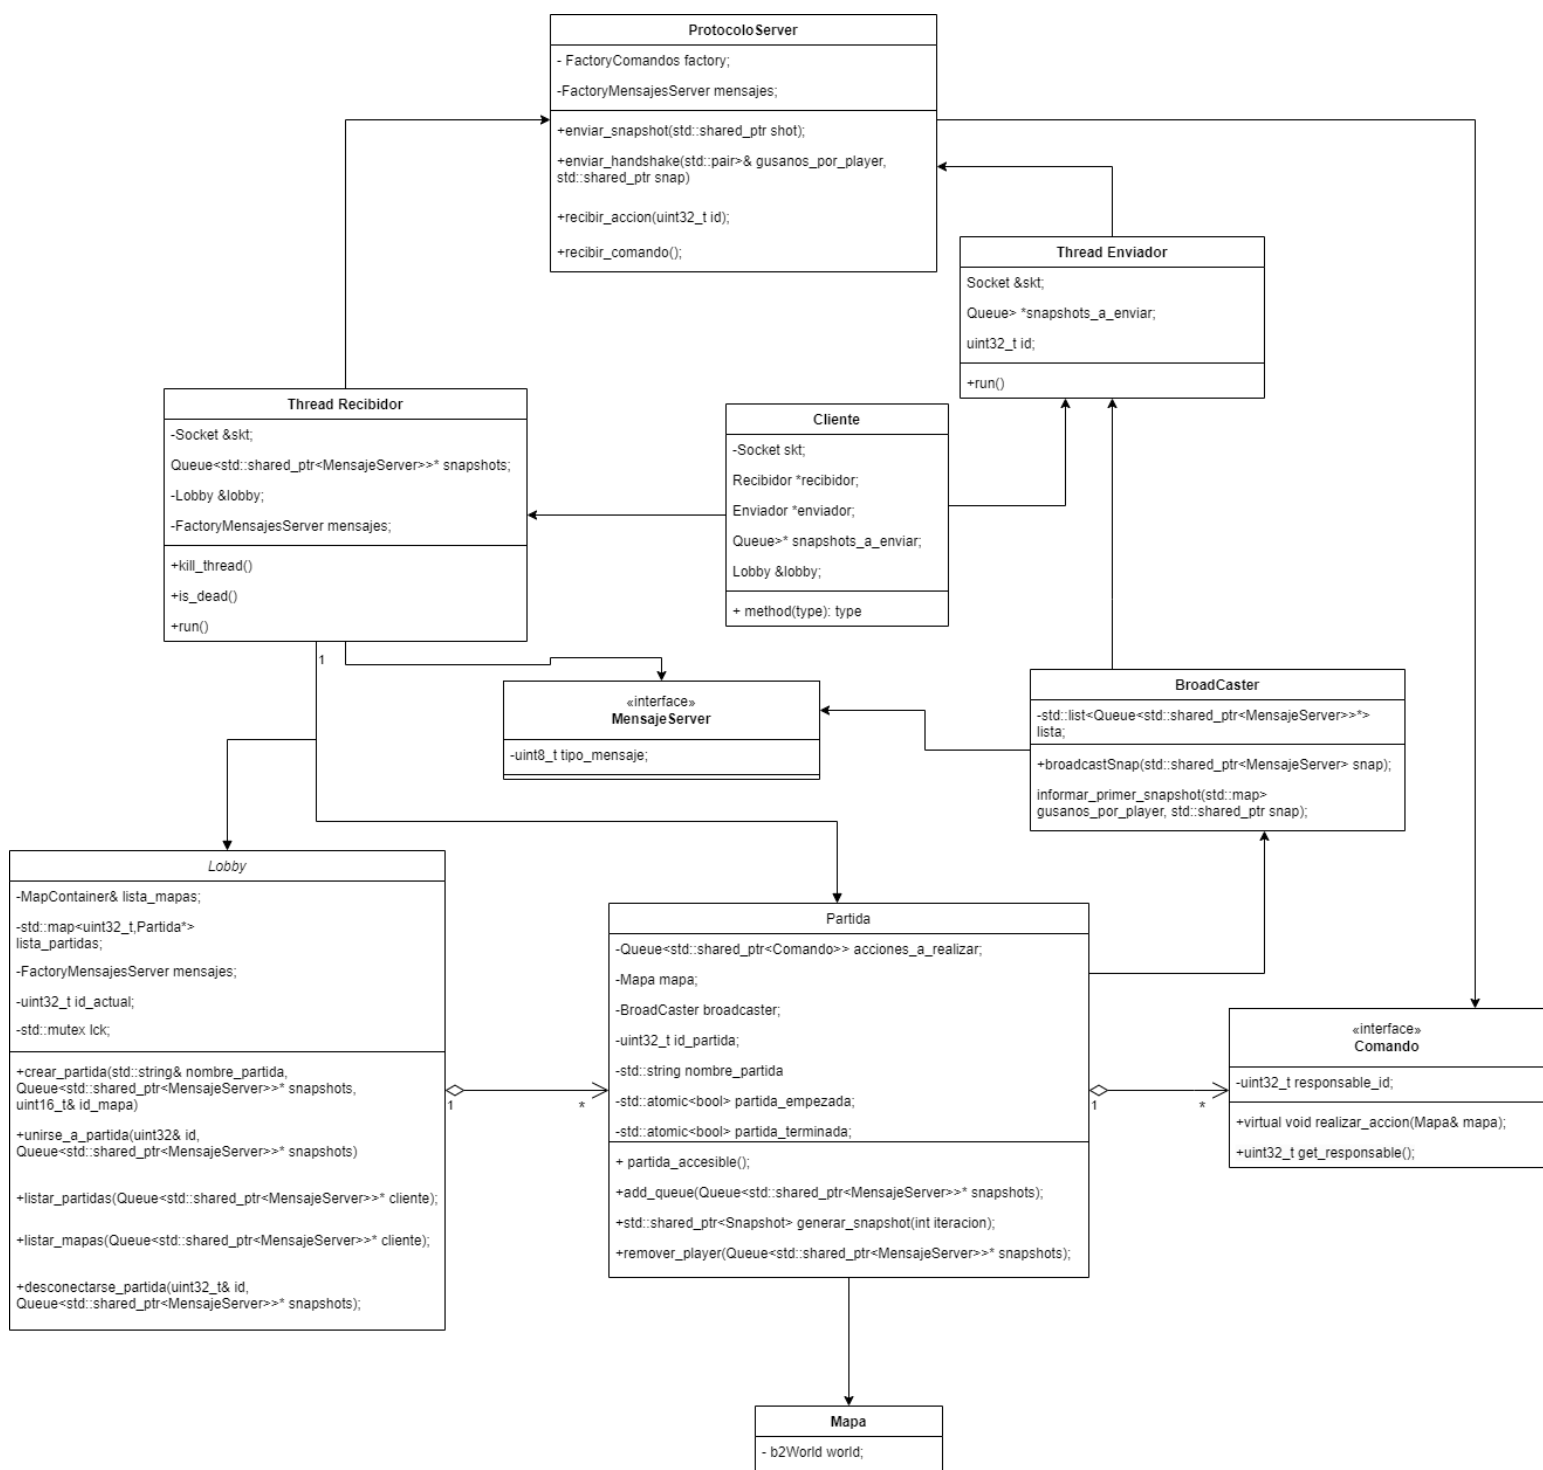 ProtocoloServer
- FactoryComandos factory;
-FactoryMensajesServer mensajes;
+enviar_snapshot(std::shared_ptr shot);
+enviar_handshake(std::pair>& gusanos_por_player,
std::shared_ptr snap)
+recibir_accion(uint32_t id);
+recibir_comando();
Thread Enviador
Socket &skt;
Queue> *snapshots_a_enviar;
uint32_t id;
+run()
Thread Recibidor
-Socket &skt;
Queue<std::shared_ptr<MensajeServer>>* snapshots;
-Lobby &lobby;
-FactoryMensajesServer mensajes;
+kill_thread()
+is_dead()
+run()
1
Cliente
-Socket skt;
Recibidor *recibidor;
Enviador *enviador;
Queue>* snapshots_a_enviar;
Lobby &lobby;
+ method(type): type
«interface»
MensajeServer
-uint8_t tipo_mensaje;
BroadCaster
-std::list<Queue<std::shared_ptr<MensajeServer>>*>
lista;
+broadcastSnap(std::shared_ptr<MensajeServer> snap);
informar_primer_snapshot(std::map>
gusanos_por_player, std::shared_ptr snap);
Lobby
-MapContainer& lista_mapas;
-std::map<uint32_t,Partida*>
lista_partidas;
-FactoryMensajesServer mensajes;
-uint32_t id_actual;
-std::mutex lck;
+crear_partida(std::string& nombre_partida,
Queue<std::shared_ptr<MensajeServer>>* snapshots,
uint16_t& id_mapa)
+unirse_a_partida(uint32& id,
Queue<std::shared_ptr<MensajeServer>>* snapshots)
+listar_partidas(Queue<std::shared_ptr<MensajeServer>>* cliente);
+listar_mapas(Queue<std::shared_ptr<MensajeServer>>* cliente);
+desconectarse_partida(uint32_t& id,
Queue<std::shared_ptr<MensajeServer>>* snapshots);
1
*
Partida
-Queue<std::shared_ptr<Comando>> acciones_a_realizar;
-Mapa mapa;
-BroadCaster broadcaster;
-uint32_t id_partida;
-std::string nombre_partida
-std::atomic<bool> partida_empezada;
-std::atomic<bool> partida_terminada;
+ partida_accesible();
+add_queue(Queue<std::shared_ptr<MensajeServer>>* snapshots);
+std::shared_ptr<Snapshot> generar_snapshot(int iteracion);
+remover_player(Queue<std::shared_ptr<MensajeServer>>* snapshots);
1
*
«interface»
Comando
-uint32_t responsable_id;
+virtual void realizar_accion(Mapa& mapa);
+uint32_t get_responsable();
Mapa
- b2World world;